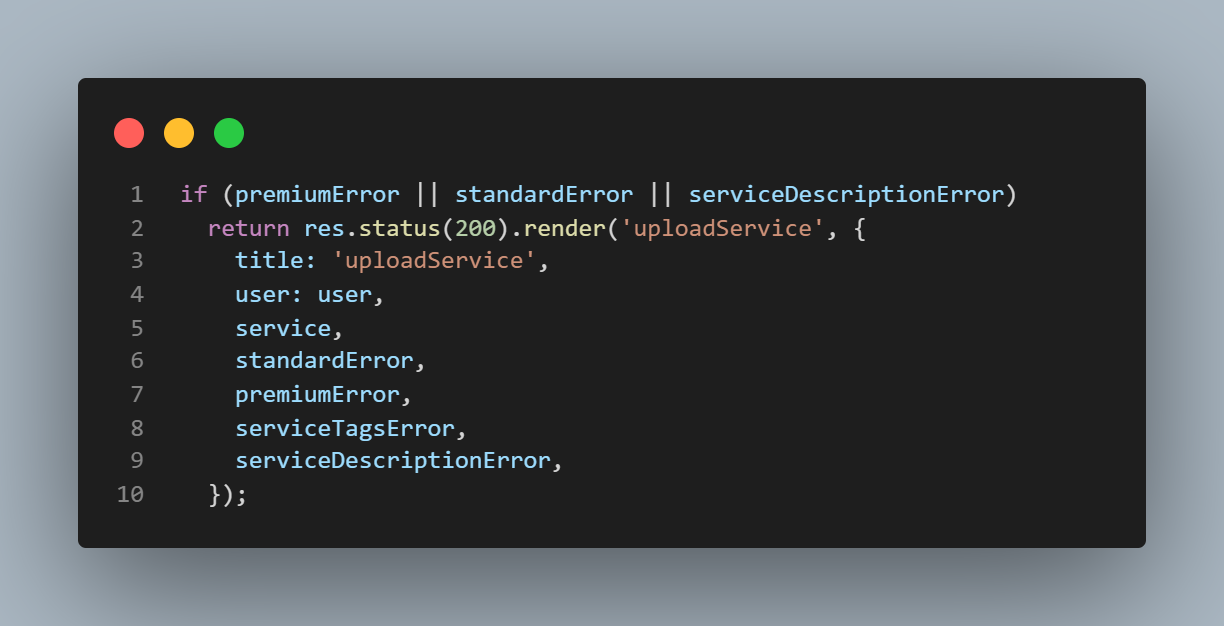 1 if (premiumError || standardError || serviceDescriptionError)
2   return res.status(200).render('uploadService', {
3     title: 'uploadService',
4     user: user,
5     service,
6     standardError,
7     premiumError,
8     serviceTagsError,
9     serviceDescriptionError,
10   });